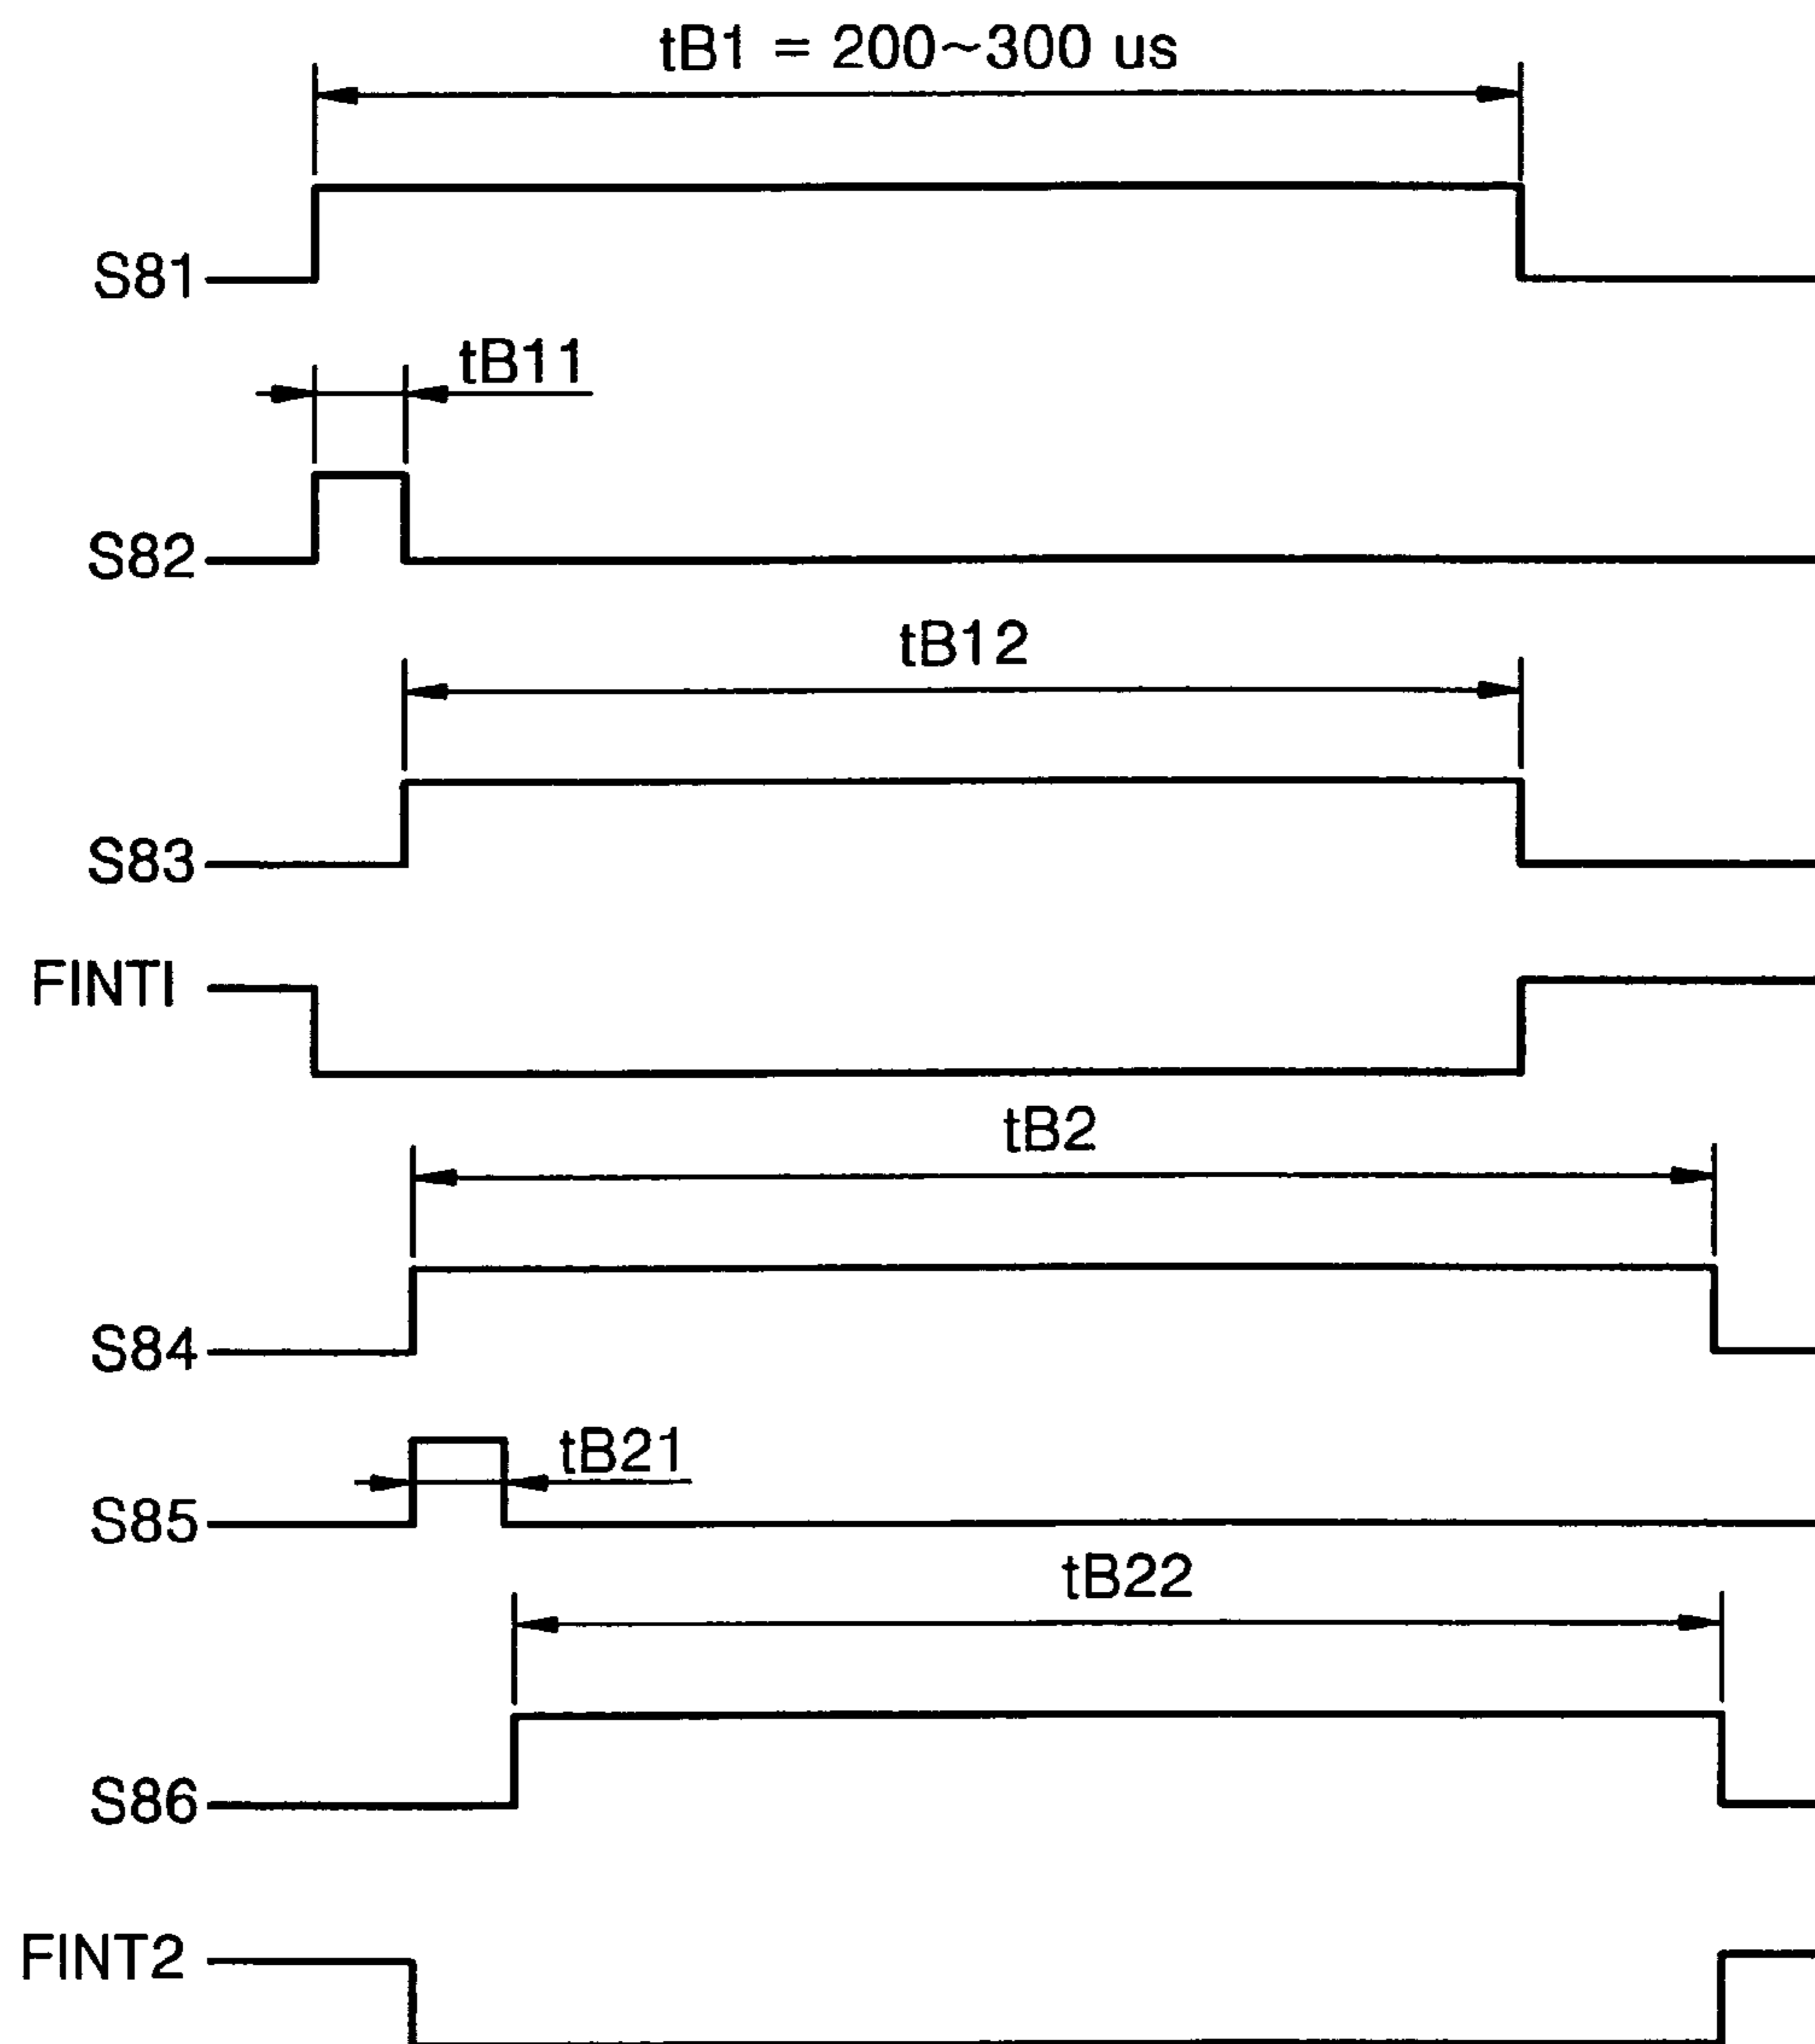 tB1 = 200~300 us
S81
tB11
S82
tB12
S83
FINTI
tB2
S84
tB21
S85
tB22
S86
FINT2